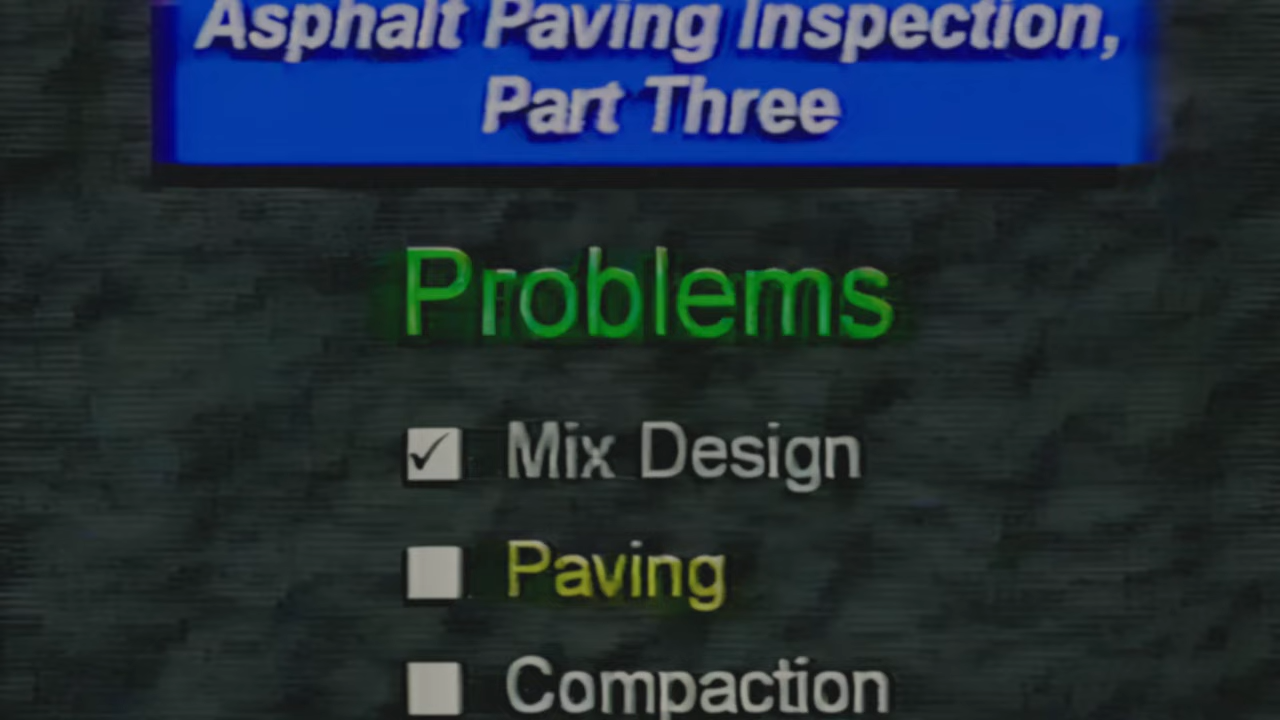 Asphalt Paving Inspection,
Part Three
Problems
Mix Design
Paving
Compaction